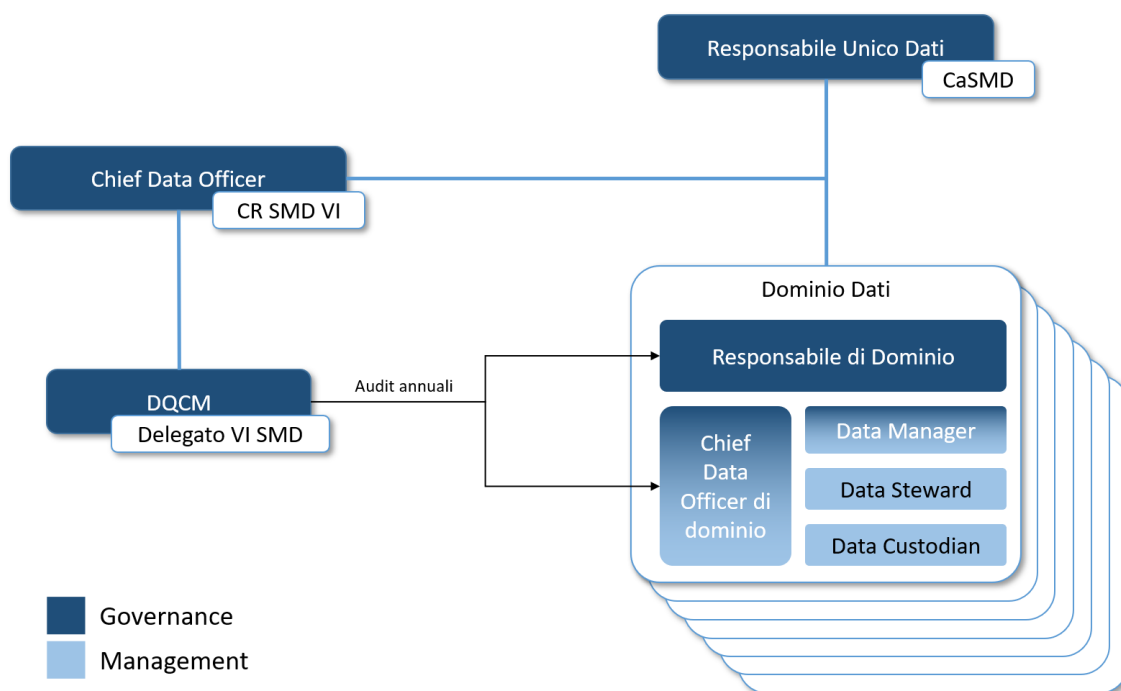 Responsabile Unico Dati
CaSMD
Chief Data Officer
CR SMD VI
Dominio Dati
Responsabile di Dominio
DQCM
Delegato VI SMD
Audit annuali
Chief
Data
Officer di
dominio
Data Manager
Data Steward
Data Custodian
Governance
Management